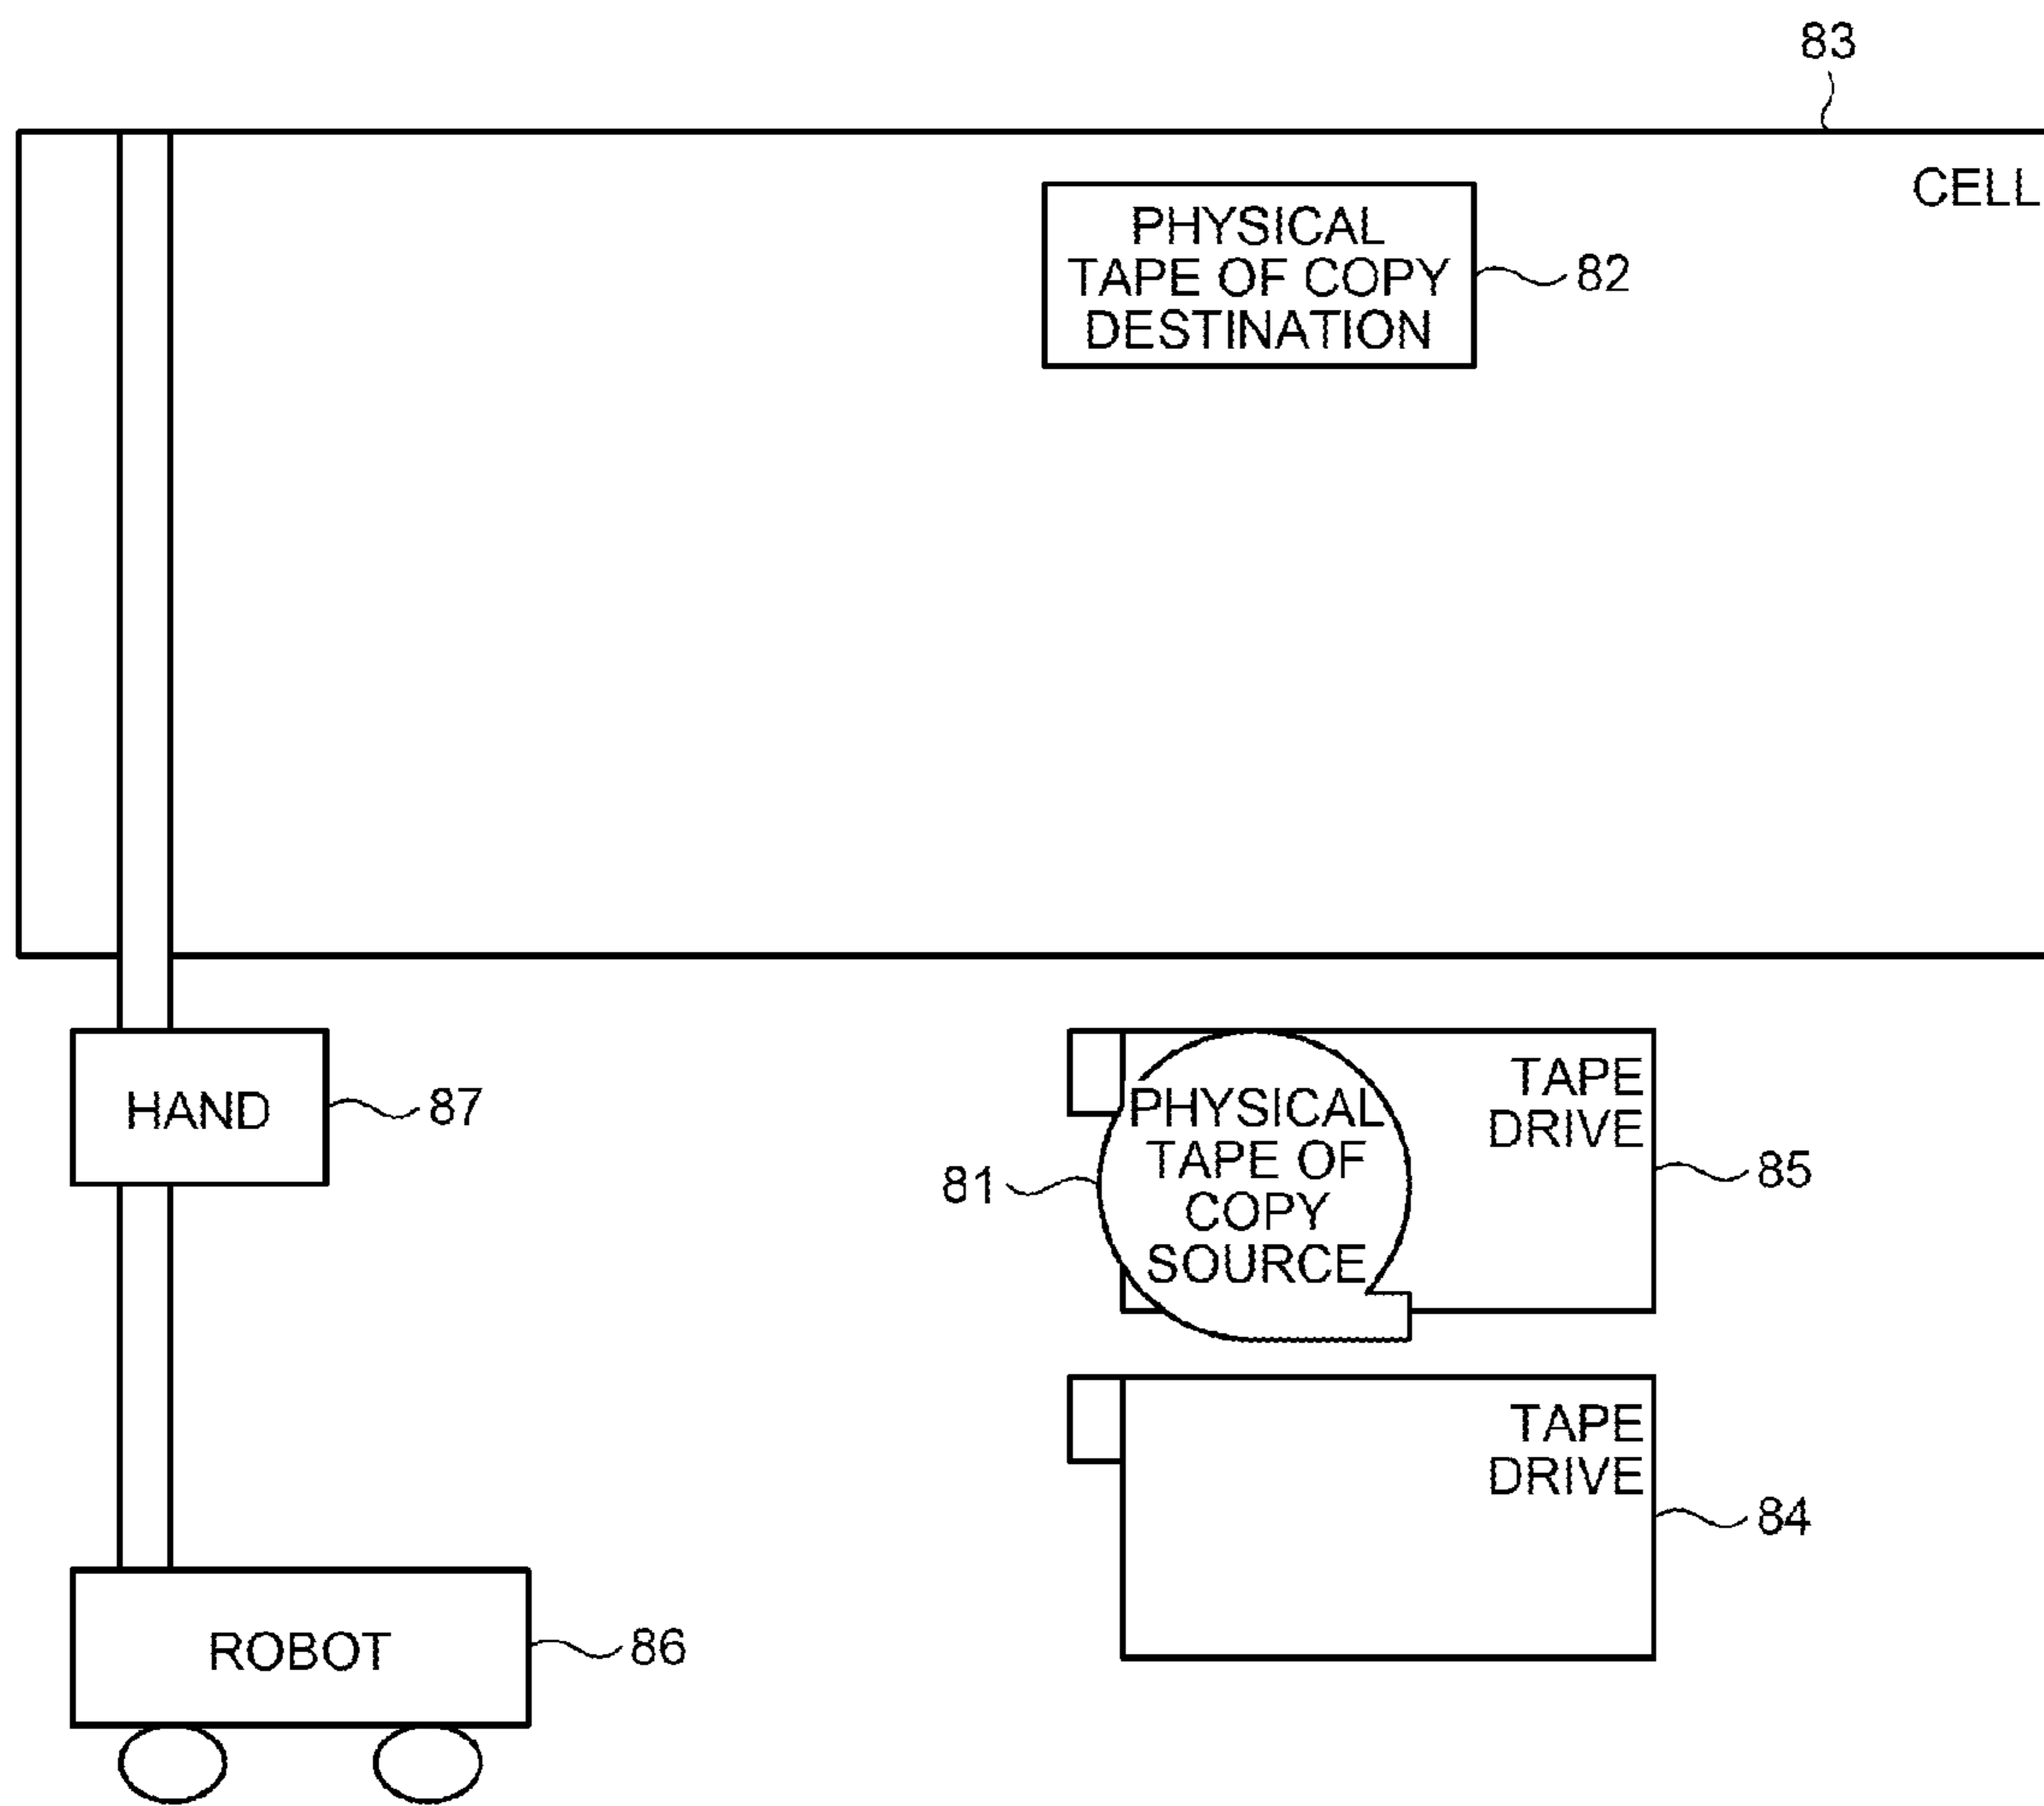 83
CELL
PHYSICAL
TAPE OF COPY
DESTINATION
82
HAND
87
TAPE
DRIVE
85
PHYSICAL
TAPE OF
COPY
SOURCE
81
TAPE
DRIVE
84
ROBOT
86